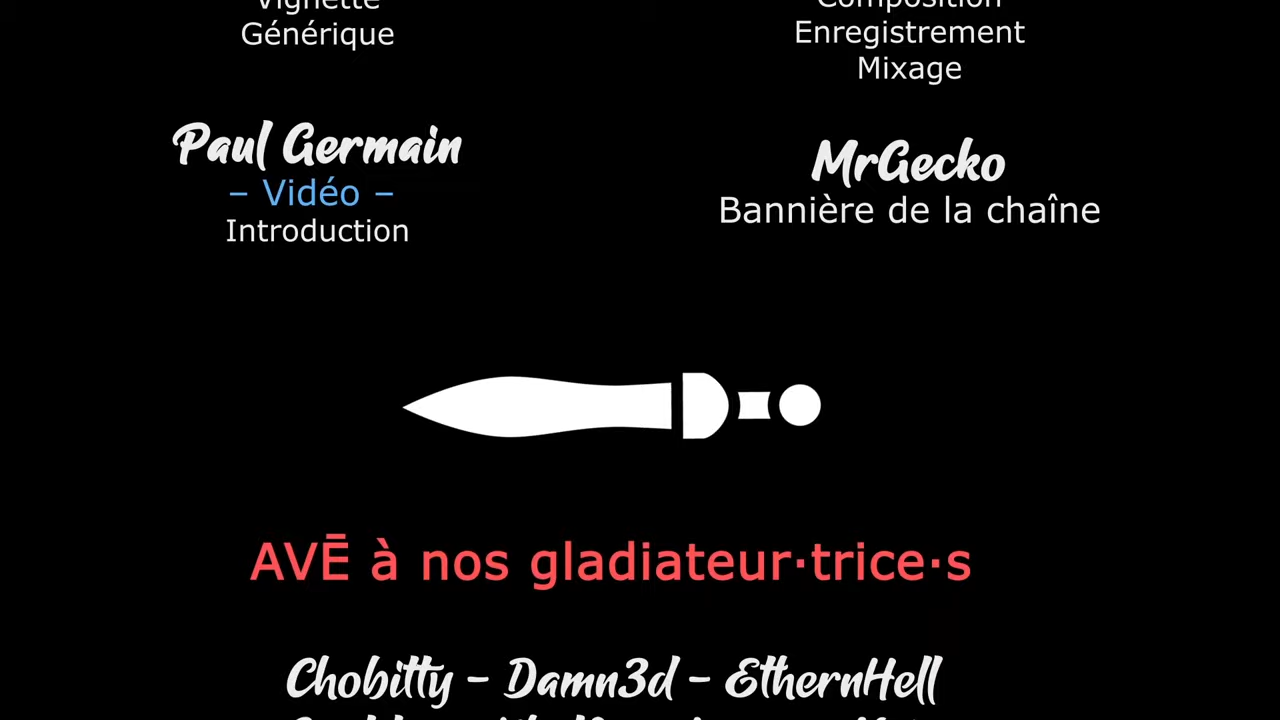 Vignette
Générique
Composition
Enregistrement
Mixage
Paul Germain
– Vidéo –
Introduction
MrGecko
Bannière de la chaîne
AVĒ à nos gladiateur·trice·s
Chobitty – Damn3d – EthernHell